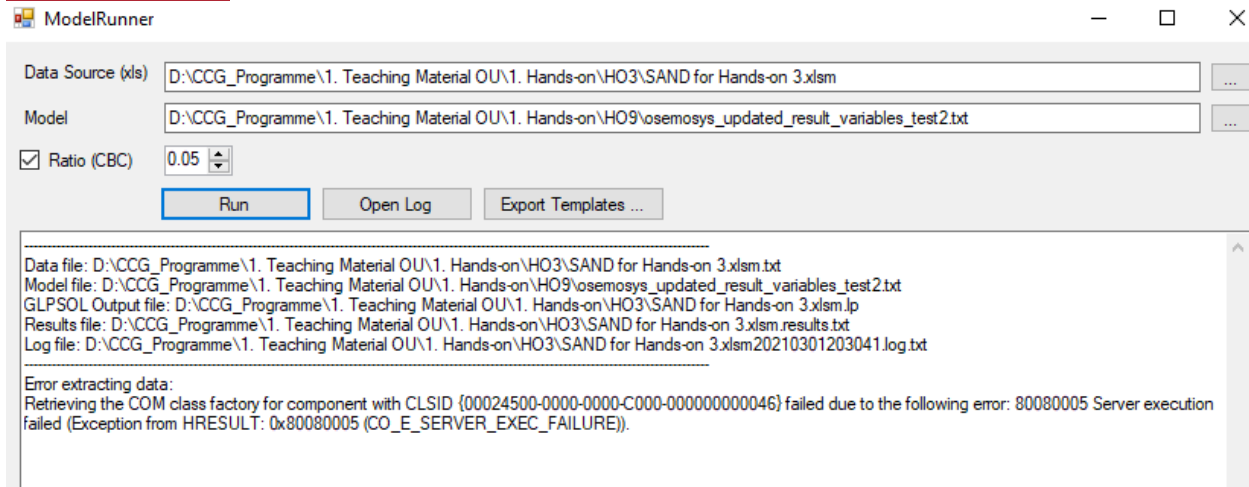 ModelRunner
Data Source (xls) D:\CCG_Programme\1. Teaching Material OU\1. Hands-on\HO3\SAND for Hands-on 3.xlsm ...
Model D:\CCG_Programme\1. Teaching Material OU\1. Hands-on\HO9\osemosys_updated_result_variables_test2.txt ...
Ratio (CBC) 0.05
Run Open Log Export Templates ...
Data file: D:\CCG_Programme\1. Teaching Material OU\1. Hands-on\HO3\SAND for Hands-on 3.xlsm.txt
Model file: D:\CCG_Programme\1. Teaching Material OU\1. Hands-on\HO9\osemosys_updated_result_variables_test2.txt
GLPSOL Output file: D:\CCG_Programme\1. Teaching Material OU\1. Hands-on\HO3\SAND for Hands-on 3.xlsm.lp
Results file: D:\CCG_Programme\1. Teaching Material OU\1. Hands-on\HO3\SAND for Hands-on 3.xlsm.results.txt
Log file: D:\CCG_Programme\1. Teaching Material OU\1. Hands-on\HO3\SAND for Hands-on 3.xlsm20210301203041.log.txt
Error extracting data:
Retrieving the COM class factory for component with CLSID {00024500-0000-0000-C000-000000000046} failed due to the following error: 80080005 Server execution
failed (Exception from HRESULT: 0x80080005 (CO_E_SERVER_EXEC_FAILURE)).